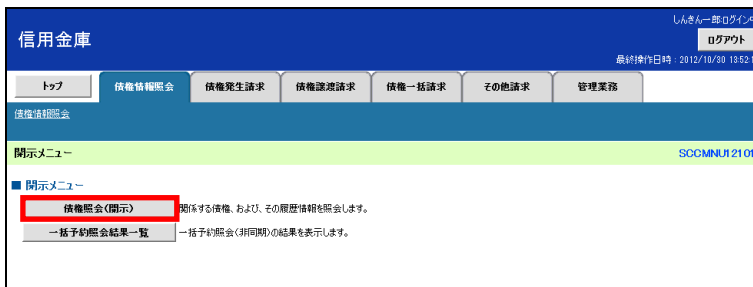 しんきん一郎:ログイン中
信用金庫
ログアウト
最終操作日時：2012/10/30 13:52:1
トップ 債権情報照会 債権発生請求 債権譲渡請求 債権一括請求 その他請求 管理業務
債権情報照会
開示メニュー SCCMNU12101
■ 開示メニュー
債権照会(開示) 関係する債権、および、その履歴情報を照会します。
一括予約照会結果一覧 一括予約照会(非同期)の結果を表示します。